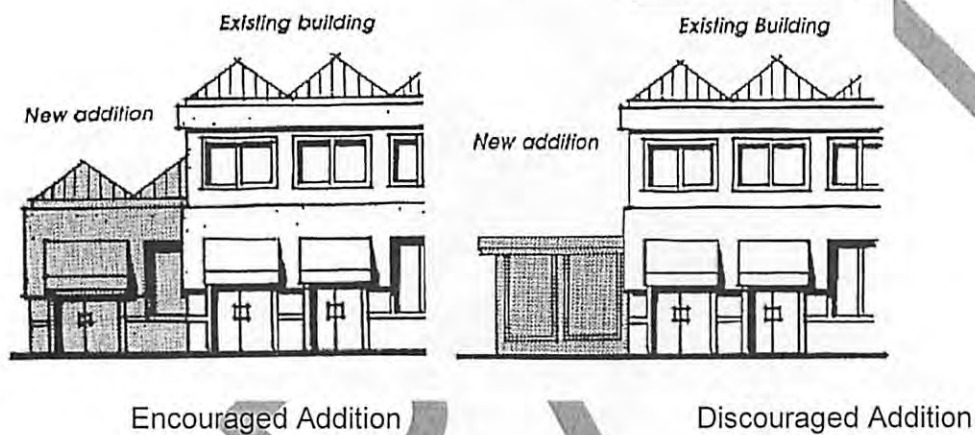 Existing building
New addition
Encouraged Addition
Existing Building
New addition
Discouraged Addition